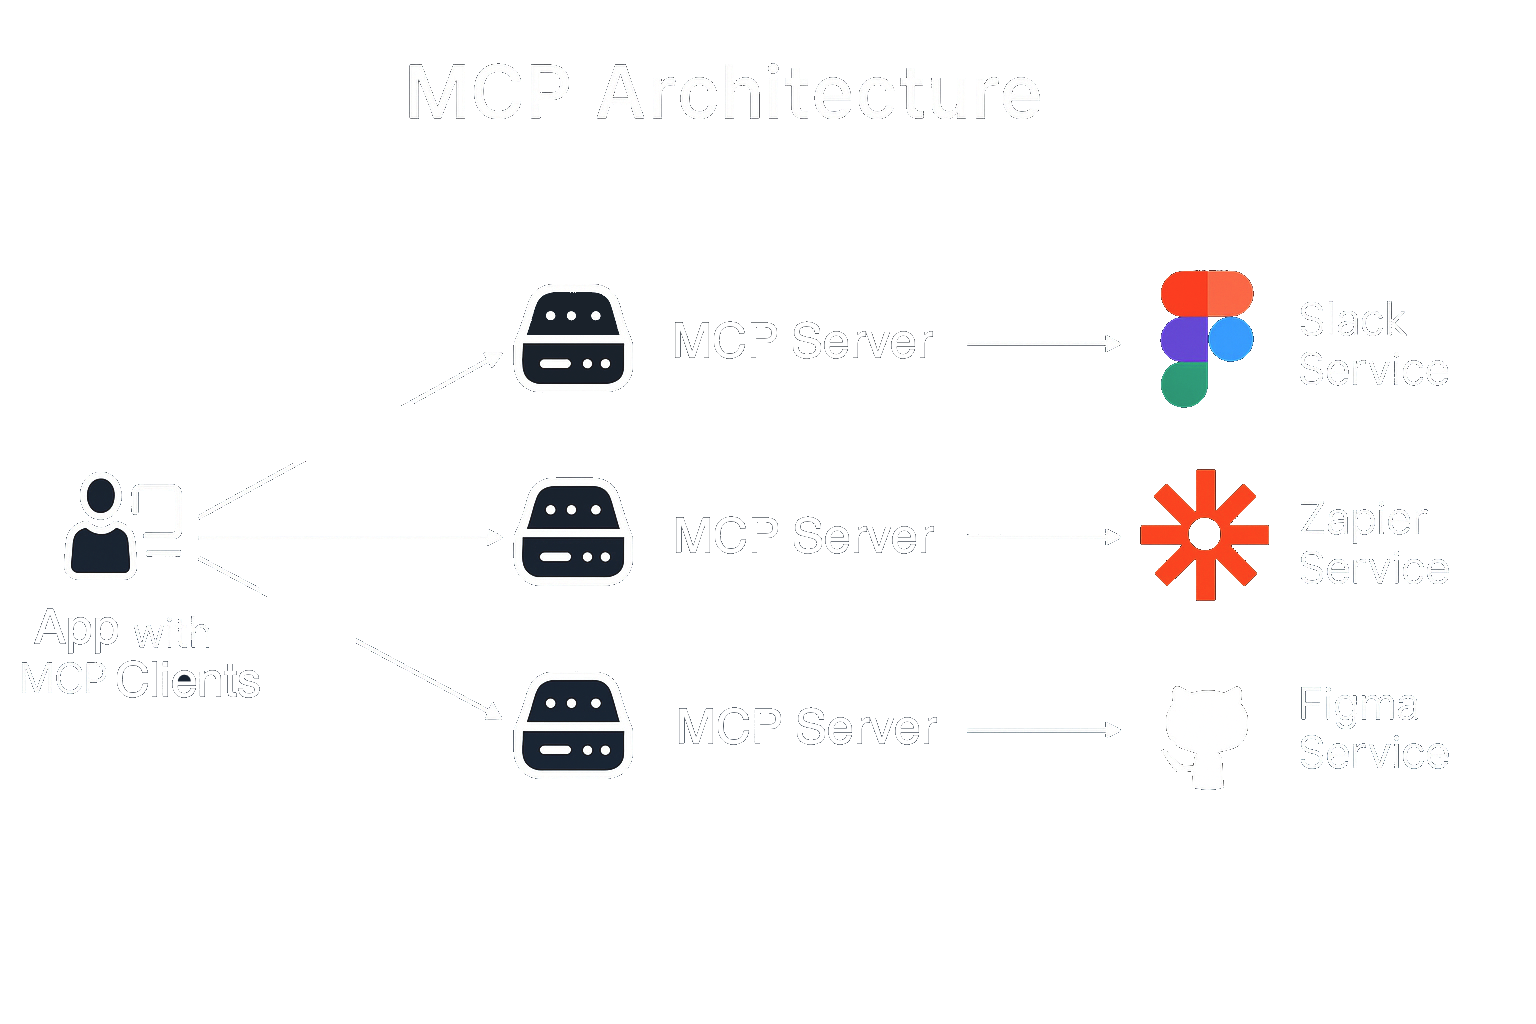 MCP Architecture
MCP Server
Slack
Service
MCP Server
Zapier
Service
App with
MCP Clients
MCP Server
Figma
Service